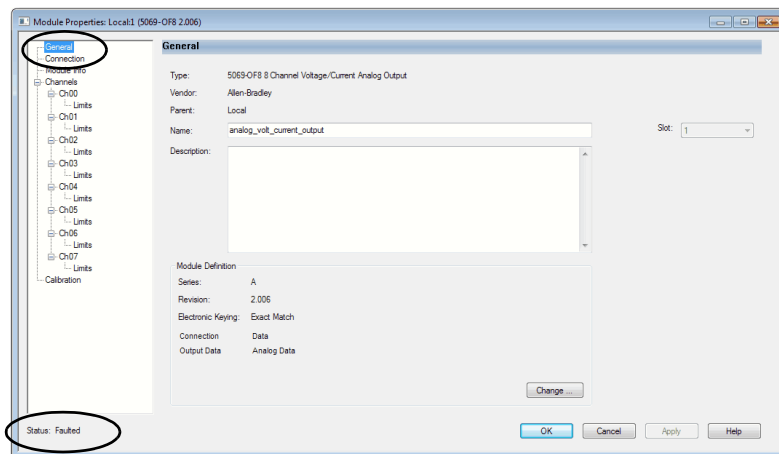 Module Properties: Local:1 (5069-OF8 2.006)
General
Connection
Module Info
Channels
Ch00
Limits
Ch01
Limits
Ch02
Limits
Ch03
Limits
Ch04
Limits
Ch05
Limits
Ch06
Limits
Ch07
Limits
Calibration
General
Type: 5069-OF8 8 Channel Voltage/Current Analog Output
Vendor: Allen-Bradley
Parent: Local
Name: analog_volt_current_output
Slot: 1
Description:
Module Definition
Series: A
Revision: 2.006
Electronic Keying: Exact Match
Connection Data
Output Data Analog Data
Change ...
Status: Faulted
OK Cancel Apply Help